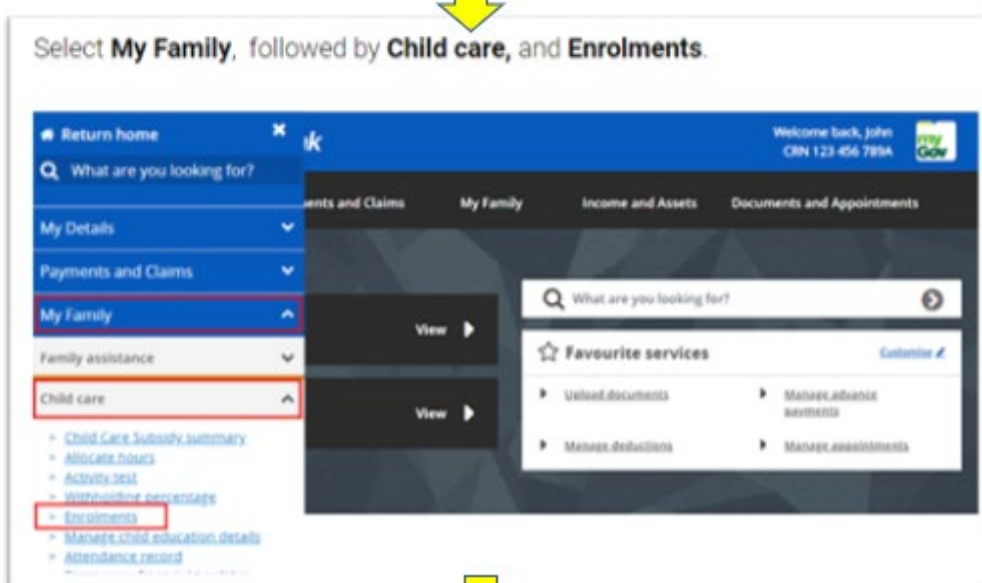 Select My Family, followed by Child care, and Enrolments.
Return home
What are you looking for?
My Details
Payments and Claims
My Family
Family assistance
Child care
Child Care Subsidy summary
Allocate hours
Activity test
Withholding percentage
Enrolments
Manage child education details
Attendance record
Welcome back, John
CRN 123 456 789A
my Gov
and Claims
My Family
Income and Assets
Documents and Appointments
View
View
What are you looking for?
Favourite services
Customise
Upload documents
Manage advance
payments
Manage deductions
Manage appointments